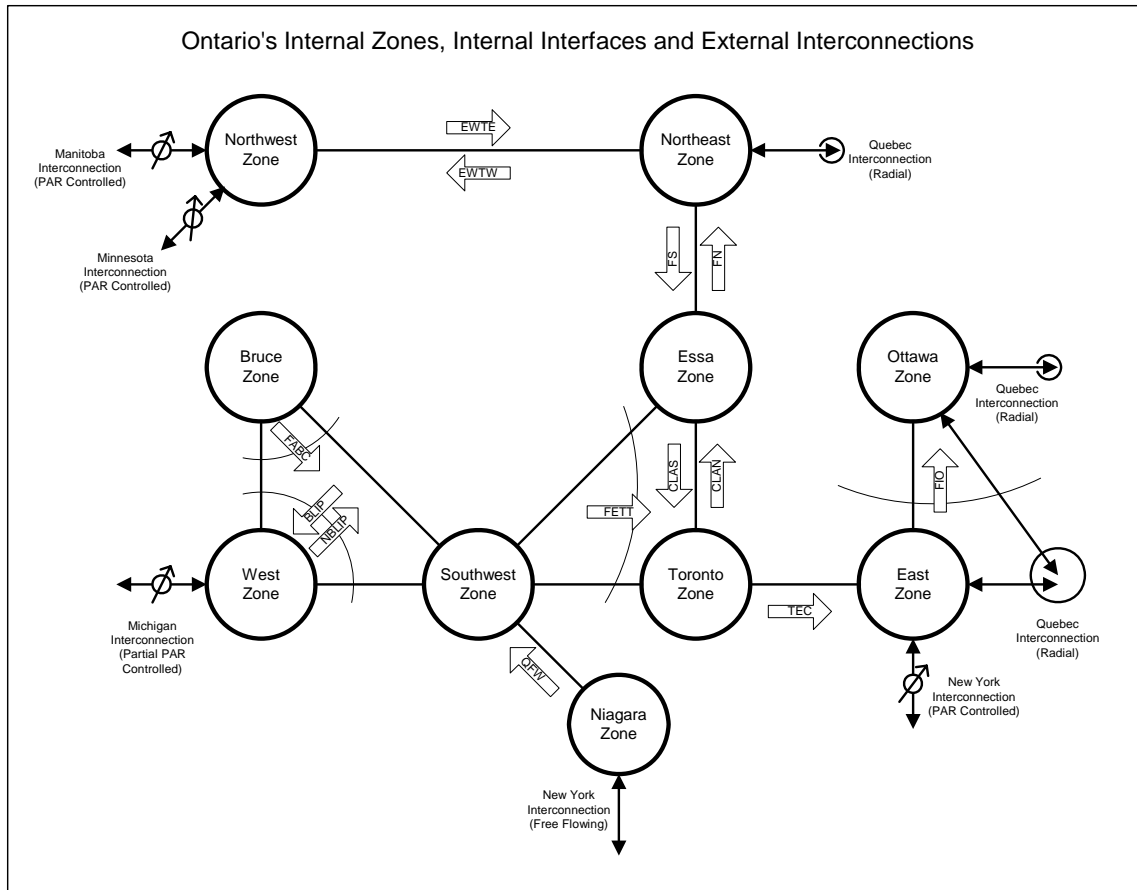 Ontario's Internal Zones, Internal Interfaces and External Interconnections
Northwest
Zone
EWTE
EWTW
Northeast
Zone
Quebec
Interconnection
(Radial)
Manitoba
Interconnection
(PAR Controlled)
Minnesota
Interconnection
(PAR Controlled)
FS
FN
Bruce
Zone
Essa
Zone
Ottawa
Zone
Quebec
Interconnection
(Radial)
FABC
BLIP
NBLIP
FETT
CLAS
CLAN
FIO
West
Zone
Southwest
Zone
Toronto
Zone
East
Zone
TEC
Michigan
Interconnection
(Partial PAR
Controlled)
Quebec
Interconnection
(Radial)
QFW
Niagara
Zone
New York
Interconnection
(PAR Controlled)
New York
Interconnection
(Free Flowing)